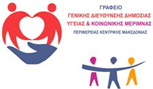 ΓΡΑΦΕΙΟ
ΓΕΝΙΚΗΣ ΔΙΕΥΘΥΝΣΗΣ ΔΗΜΟΣΙΑΣ
ΥΓΕΙΑΣ & ΚΟΙΝΩΝΙΚΗΣ ΜΕΡΙΜΝΑΣ
ΠΕΡΙΦΕΡΕΙΑΣ ΚΕΝΤΡΙΚΗΣ ΜΑΚΕΔΟΝΙΑΣ